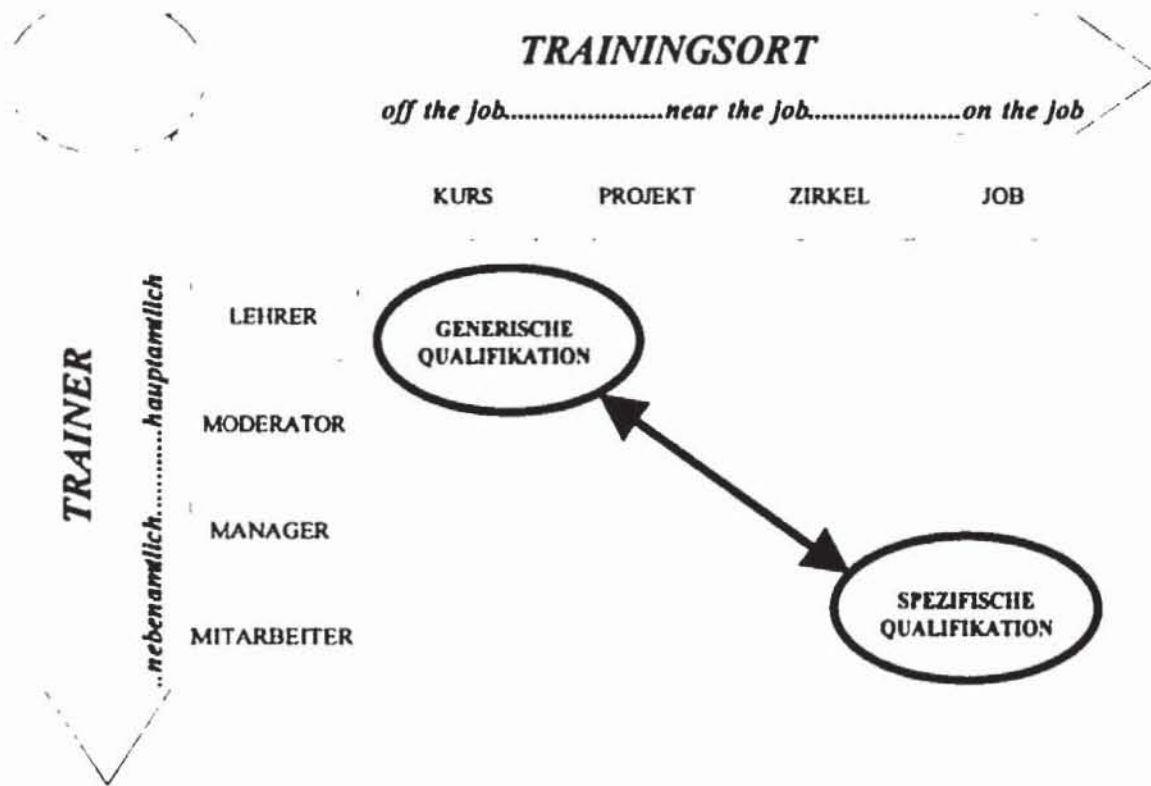 TRAININGSORT
off the job......................near the job.....................on the job
KURS PROJEKT ZIRKEL JOB
TRAINER
..nebenamtlich..........hauptamtlich
LEHRER
GENERISCHE
QUALIFIKATION
MODERATOR
MANAGER
SPEZIFISCHE
QUALIFIKATION
MITARBEITER